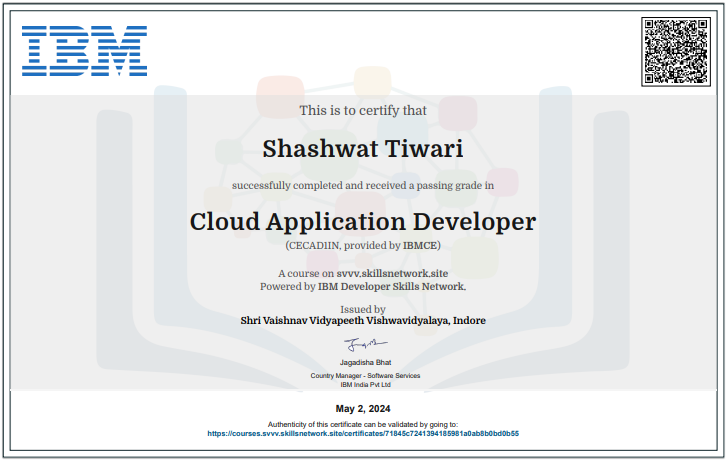 IBM
This is to certify that
Shashwat Tiwari
successfully completed and received a passing grade in
Cloud Application Developer
(CECADIIN, provided by IBMCE)
A course on svvv.skillsnetwork.site
Powered by IBM Developer Skills Network.
Issued by
Shri Vaishnav Vidyapeeth Vishwavidyalaya, Indore
Jagadisha Bhat
Country Manager - Software Services
IBM India Pvt Ltd
May 2, 2024
Authenticity of this certificate can be validated by going to:
https://courses.svvv.skillsnetwork.site/certificates/71845c7241394185981a0ab8b0bd0b55